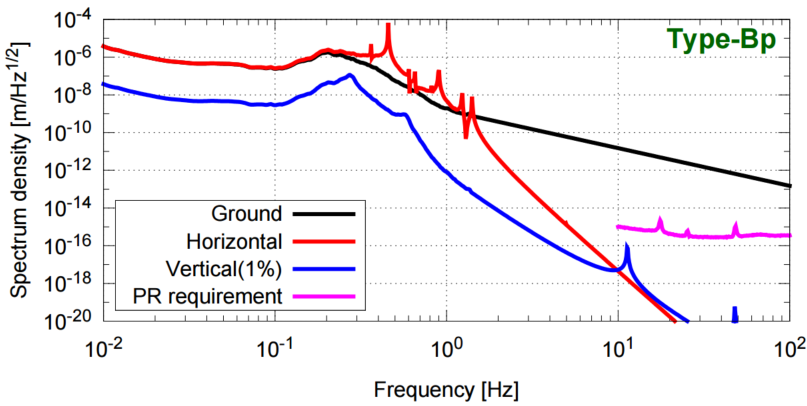 Type-Bp
Spectrum density [m/Hz^1/2]
10^-4
10^-6
10^-8
10^-10
10^-12
10^-14
10^-16
10^-18
10^-20
Ground
Horizontal
Vertical(1%)
PR requirement
10^-2 10^-1 10^0 10^1 10^2
Frequency [Hz]